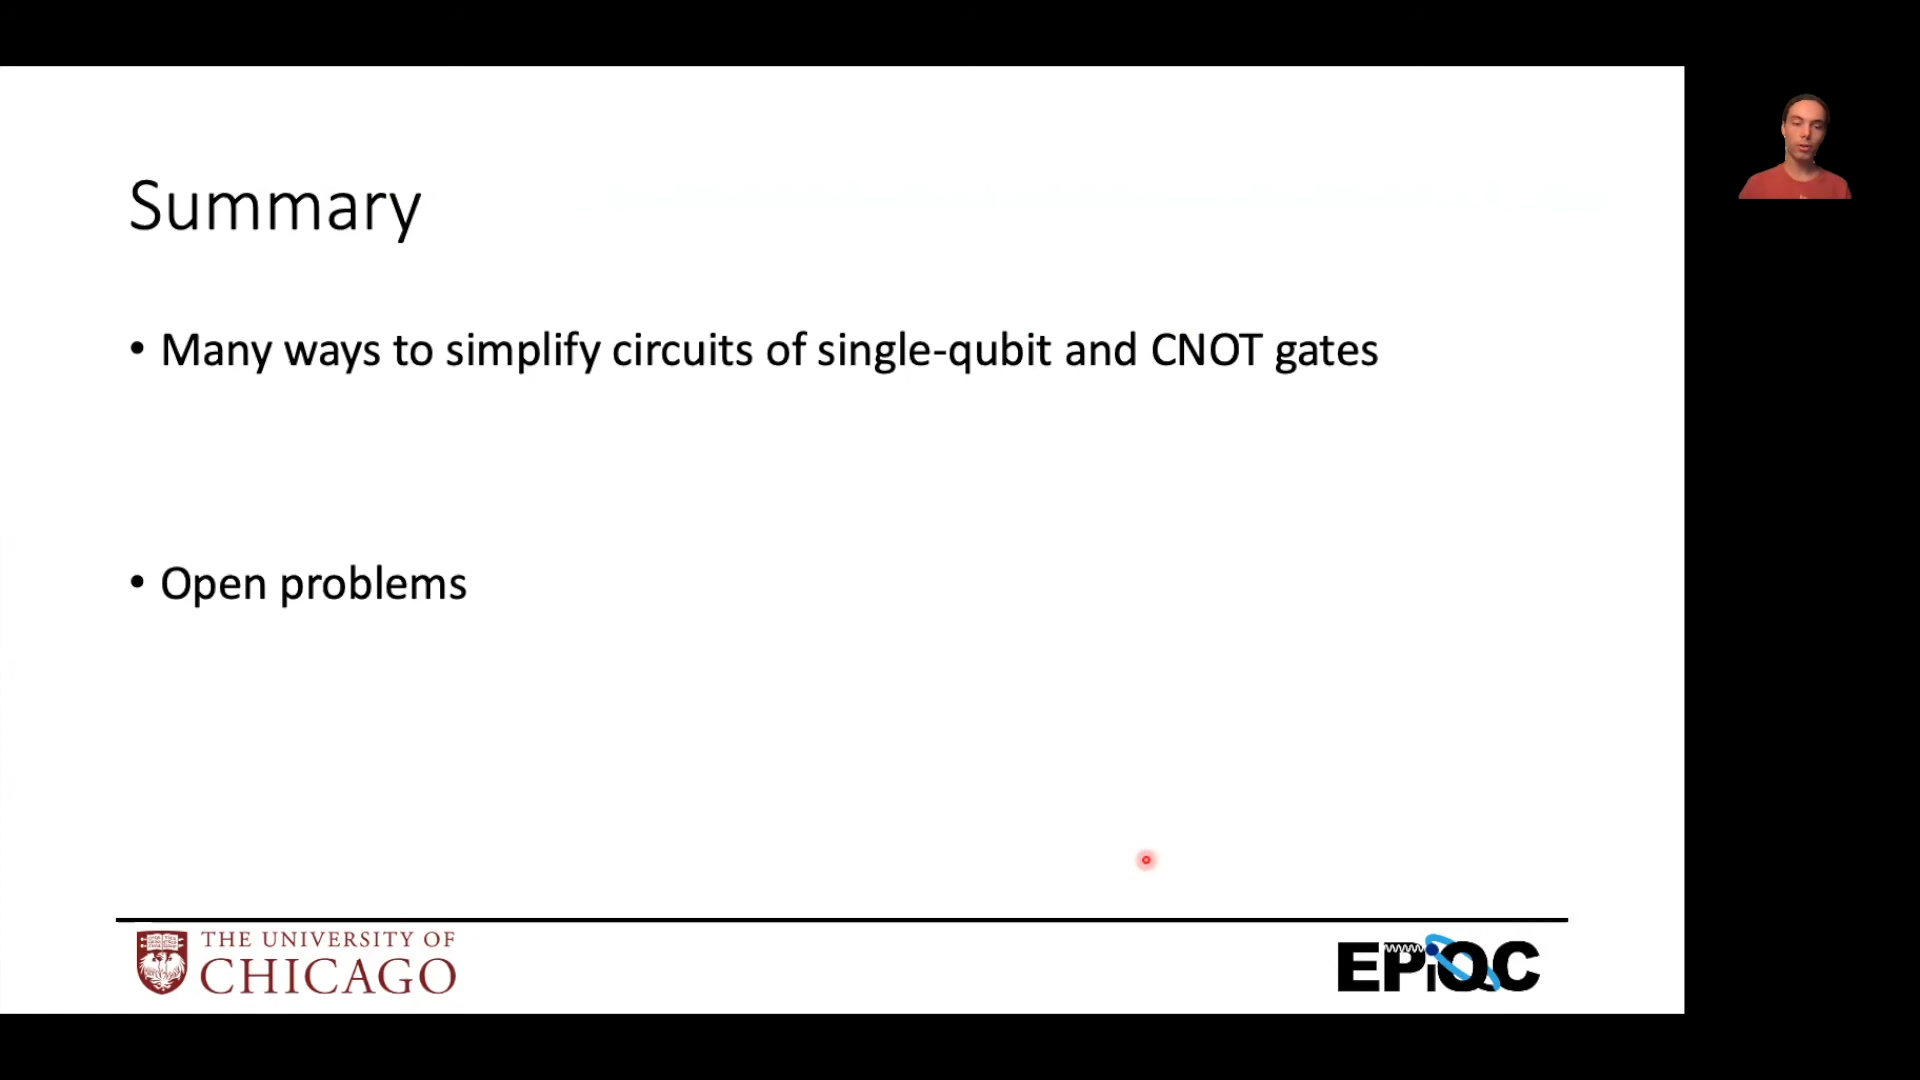 Summary
• Many ways to simplify circuits of single-qubit and CNOT gates
• Open problems
THE UNIVERSITY OF
CHICAGO
EPiQC